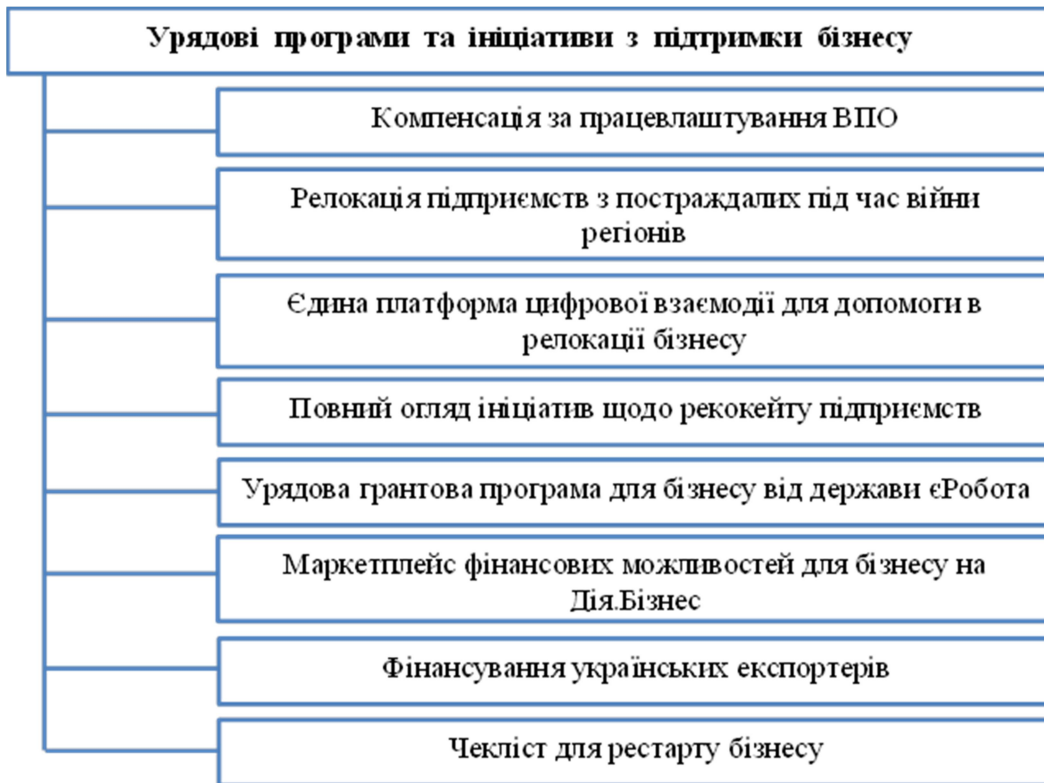 Урядові програми та ініціативи з підтримки бізнесу
Компенсація за працевлаштування ВПО
Релокація підприємств з постраждалих під час війни
регіонів
Єдина платформа цифрової взаємодії для допомоги в
релокації бізнесу
Повний огляд ініціатив щодо рекокейту підприємств
Урядова грантова програма для бізнесу від держави єРобота
Маркетплейс фінансових можливостей для бізнесу на
Дія.Бізнес
Фінансування українських експортерів
Чекліст для рестарту бізнесу